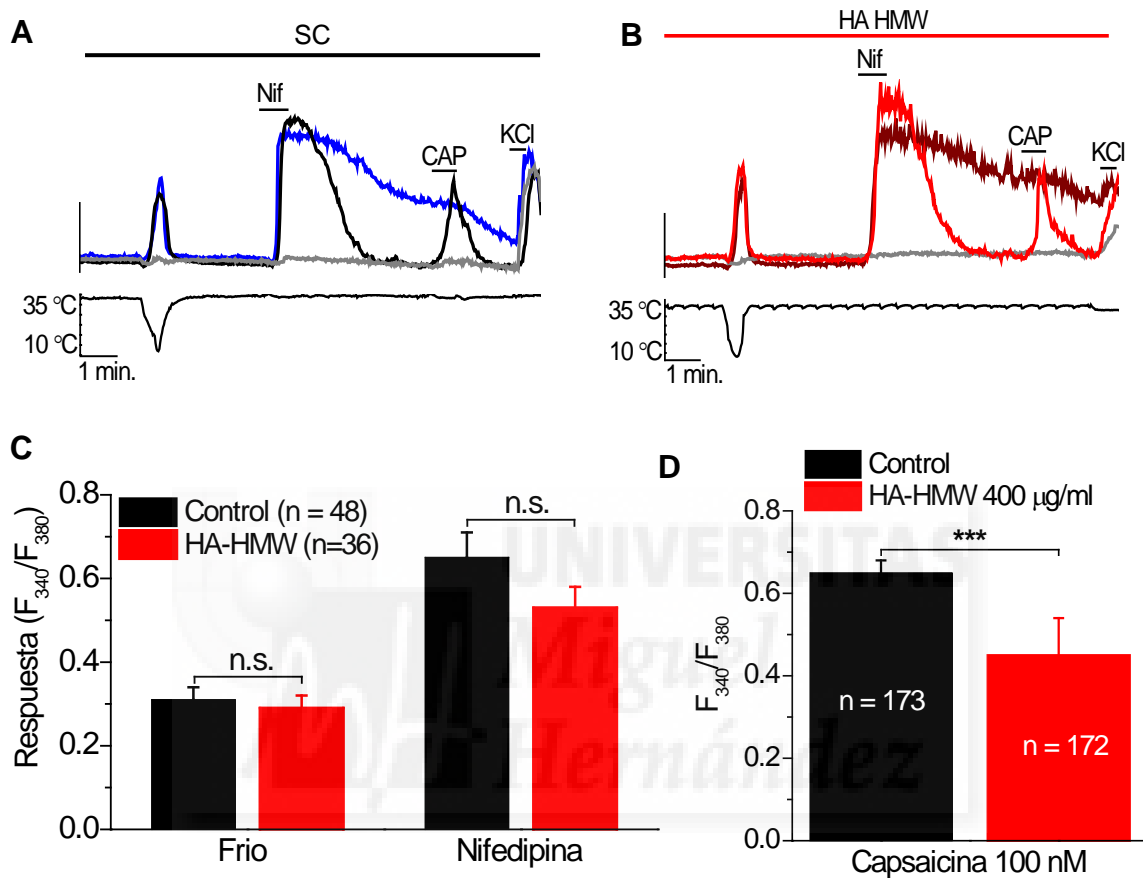 A
SC
Nif
CAP
KCl
35 °C
10 °C
1 min.
B
HA HMW
Nif
CAP
KCl
35 °C
10 °C
1 min.
C
Respuesta (F340/F380)
0.8
0.6
0.4
0.2
0.0
Control (n = 48)
HA-HMW (n=36)
n.s.
n.s.
Frio
Nifedipina
D
Control
HA-HMW 400 μg/ml
F340/F380
0.8
0.6
0.4
0.2
0.0
***
n = 173
n = 172
Capsaicina 100 nM
UNIVERSITAS
Miguel
Hernández